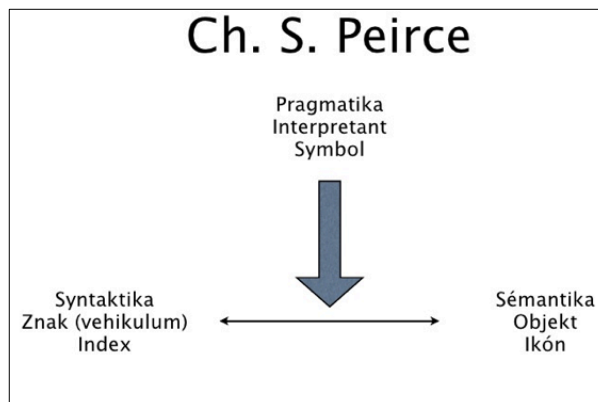 Ch. S. Peirce
Pragmatika
Interpretant
Symbol
Syntaktika
Znak (vehikulum)
Index
Sémantika
Objekt
Ikón